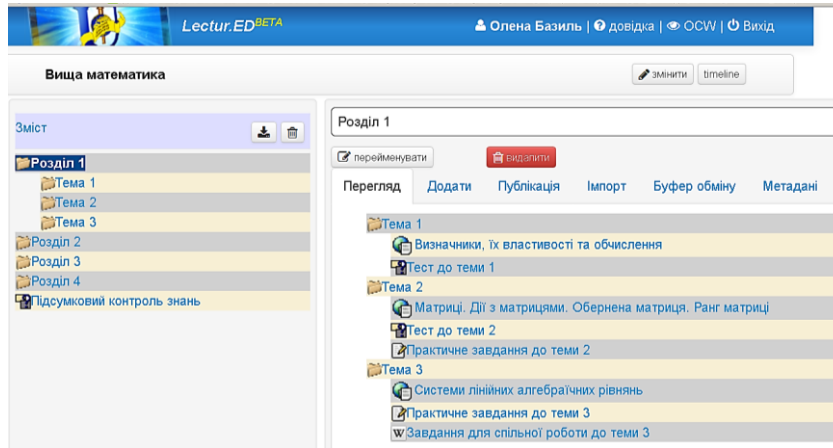 Lectur.ED BETA
Олена Базиль | довідка | OCW | Вихід
Вища математика
змінити timeline
Зміст
Розділ 1
Тема 1
Тема 2
Тема 3
Розділ 2
Розділ 3
Розділ 4
Підсумковий контроль знань
Розділ 1
перейменувати видалити
Перегляд Додати Публікація Імпорт Буфер обміну Метадані
Тема 1
Визначники, їх властивості та обчислення
Тест до теми 1
Тема 2
Матриці. Дії з матрицями. Обернена матриця. Ранг матриці
Тест до теми 2
Практичне завдання до теми 2
Тема 3
Системи лінійних алгебраїчних рівнянь
Практичне завдання до теми 3
W Завдання для спільної роботи до теми 3